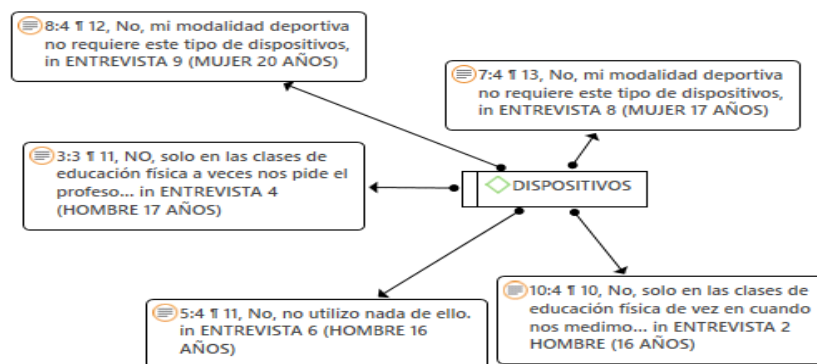 8:4 ¶ 12, No, mi modalidad deportiva
no requiere este tipo de dispositivos,
in ENTREVISTA 9 (MUJER 20 AÑOS)
7:4 ¶ 13, No, mi modalidad deportiva
no requiere este tipo de dispositivos,
in ENTREVISTA 8 (MUJER 17 AÑOS)
3:3 ¶ 11, NO, solo en las clases de
educación física a veces nos pide el
profeso... in ENTREVISTA 4
(HOMBRE 17 AÑOS)
DISPOSITIVOS
5:4 ¶ 11, No, no utilizo nada de ello.
in ENTREVISTA 6 (HOMBRE 16
AÑOS)
10:4 ¶ 10, No, solo en las clases de
educación física de vez en cuando
nos medimo... in ENTREVISTA 2
HOMBRE (16 AÑOS)